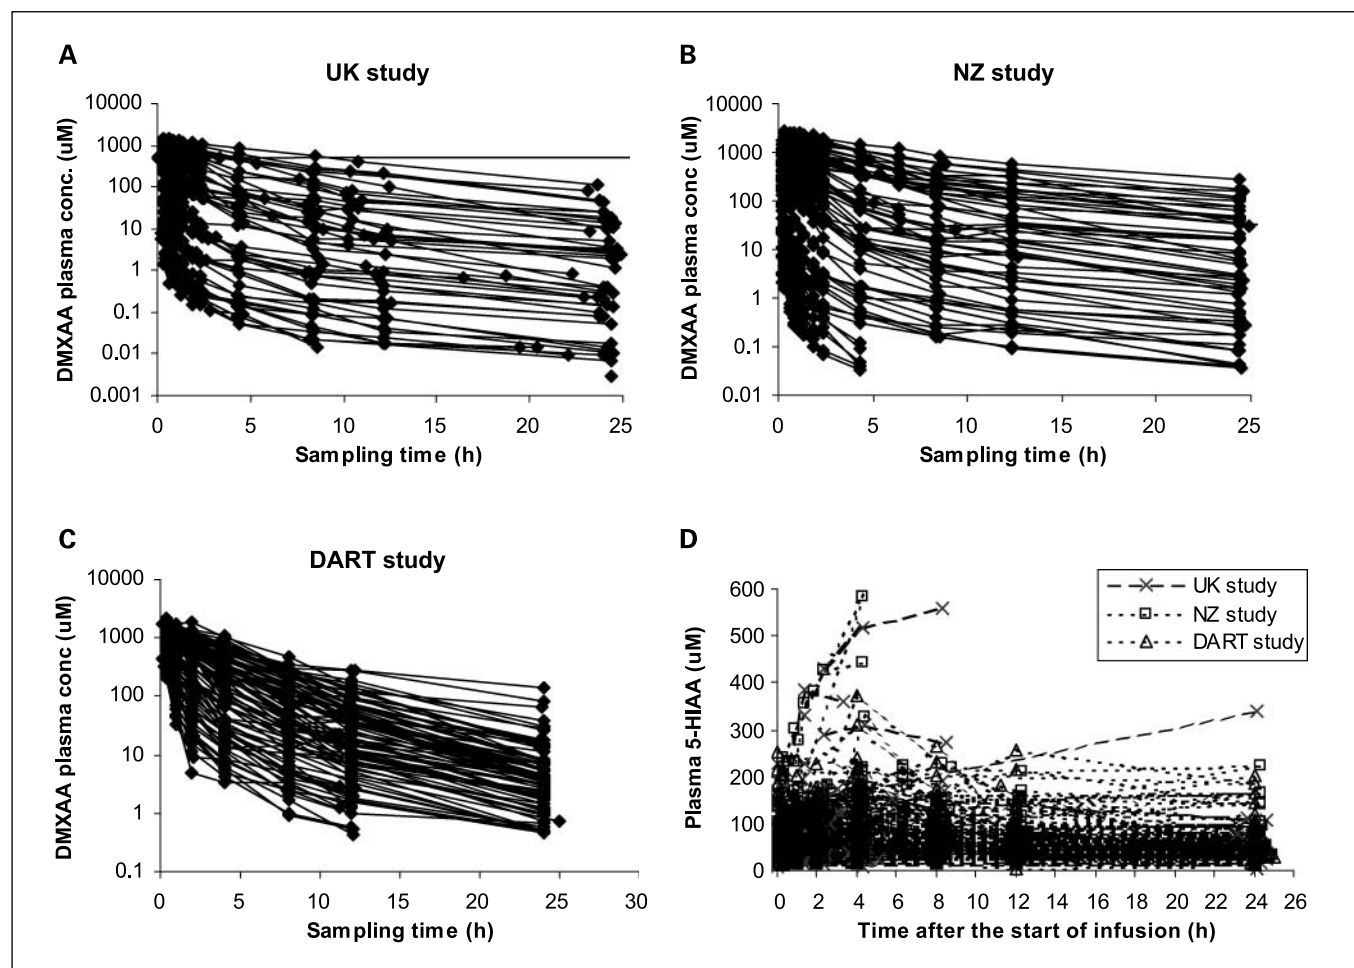 A
UK study
DMXAA plasma conc. (uM)
10000
1000
100
10
1
0.1
0.01
0.001
0 5 10 15 20 25
Sampling time (h)
B
NZ study
DMXAA plasma conc (uM)
10000
1000
100
10
1
0.1
0.01
0 5 10 15 20 25
Sampling time (h)
C
DART study
DMXAA plasma conc (uM)
10000
1000
100
10
1
0.1
0 5 10 15 20 25 30
Sampling time (h)
D
UK study
NZ study
DART study
Plasma 5-HIAA (uM)
600
500
400
300
200
100
0
0 2 4 6 8 10 12 14 16 18 20 22 24 26
Time after the start of infusion (h)